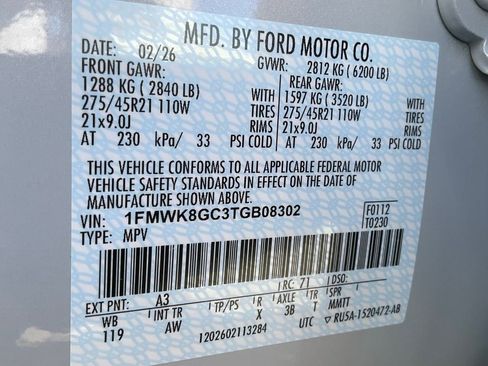 MFD. BY FORD MOTOR CO.
DATE: 02/26 GVWR: 2812 KG (6200 LB)
FRONT GAWR: REAR GAWR:
1288 KG (2840 LB) WITH 1597 KG (3520 LB) WITH
275/45R21 110W TIRES 275/45R21 110W TIRES
21x9.0J RIMS 21x9.0J RIMS
AT 230 kPa/ 33 PSI COLD AT 230 kPa/ 33 PSI COLD
THIS VEHICLE CONFORMS TO ALL APPLICABLE FEDERAL MOTOR
VEHICLE SAFETY STANDARDS IN EFFECT ON THE DATE OF
MANUFACTURE SHOWN ABOVE.
VIN: 1FMWK8GC3TGB08302 F0112
TYPE: MPV T0230
EXT PNT: A3 RC 71 DSO:
WB INT TR TP/PS R AXLE TR SPR
119 AW X 3B T MMTT
1202602113284 UTC ▽ RU5A-1520472-AB